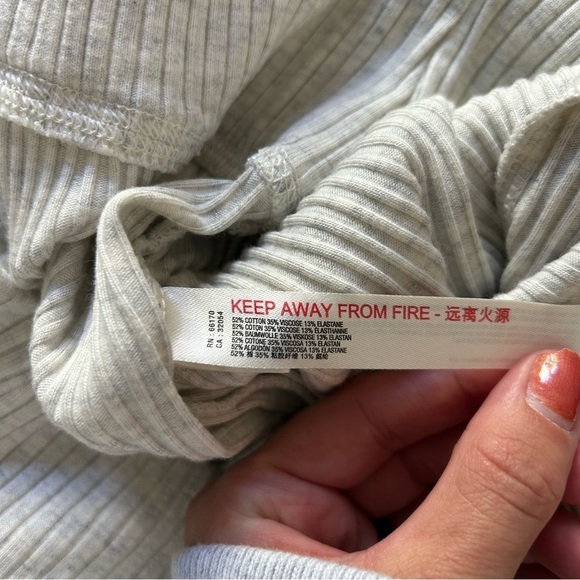 RN : 66170
CA : 32054
KEEP AWAY FROM FIRE - 远离火源
52% COTTON 35% VISCOSE 13% ELASTANE
52% COTON 35% VISCOSE 13% ELASTHANNE
52% BAUMWOLLE 35% VISKOSE 13% ELASTAN
52% COTONE 35% VISCOSA 13% ELASTAN
52% ALGODÓN 35% VISCOSA 13% ELASTANO
52% 棉 35% 粘胶纤维 13% 氨纶